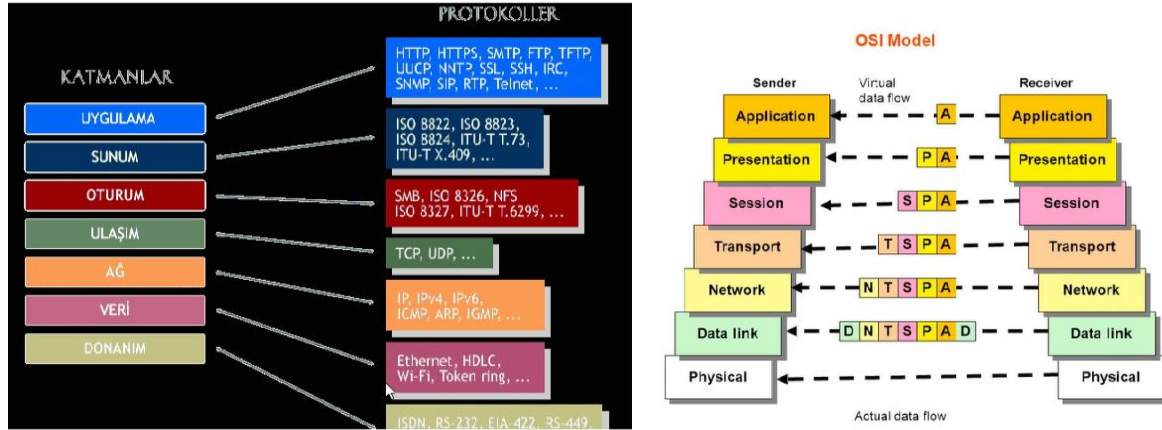 PROTOKOLLER
KATMANLAR
UYGULAMA
SUNUM
OTURUM
ULAŞIM
AĞ
VERİ
DONANIM
HTTP, HTTPS, SMTP, FTP, TFTP,
UUCP, NNTP, SSL, SSH, IRC,
SNMP, SIP, RTP, Telnet, ...
ISO 8822, ISO 8823,
ISO 8824, ITU-T T.73,
ITU-T X.409, ...
SMB, ISO 8326, NFS
ISO 8327, ITU-T T.6299, ...
TCP, UDP, ...
IP, IPv4, IPv6,
ICMP, ARP, IGMP, ...
Ethernet, HDLC,
Wi-Fi, Token ring, ...
ISDN, RS-232, EIA-422, RS-449,
OSI Model
Sender
Virtual
data flow
Receiver
Application
A
Application
Presentation
P A
Presentation
Session
S P A
Session
Transport
T S P A
Transport
Network
N T S P A
Network
Data link
D N T S P A D
Data link
Physical
Physical
Actual data flow